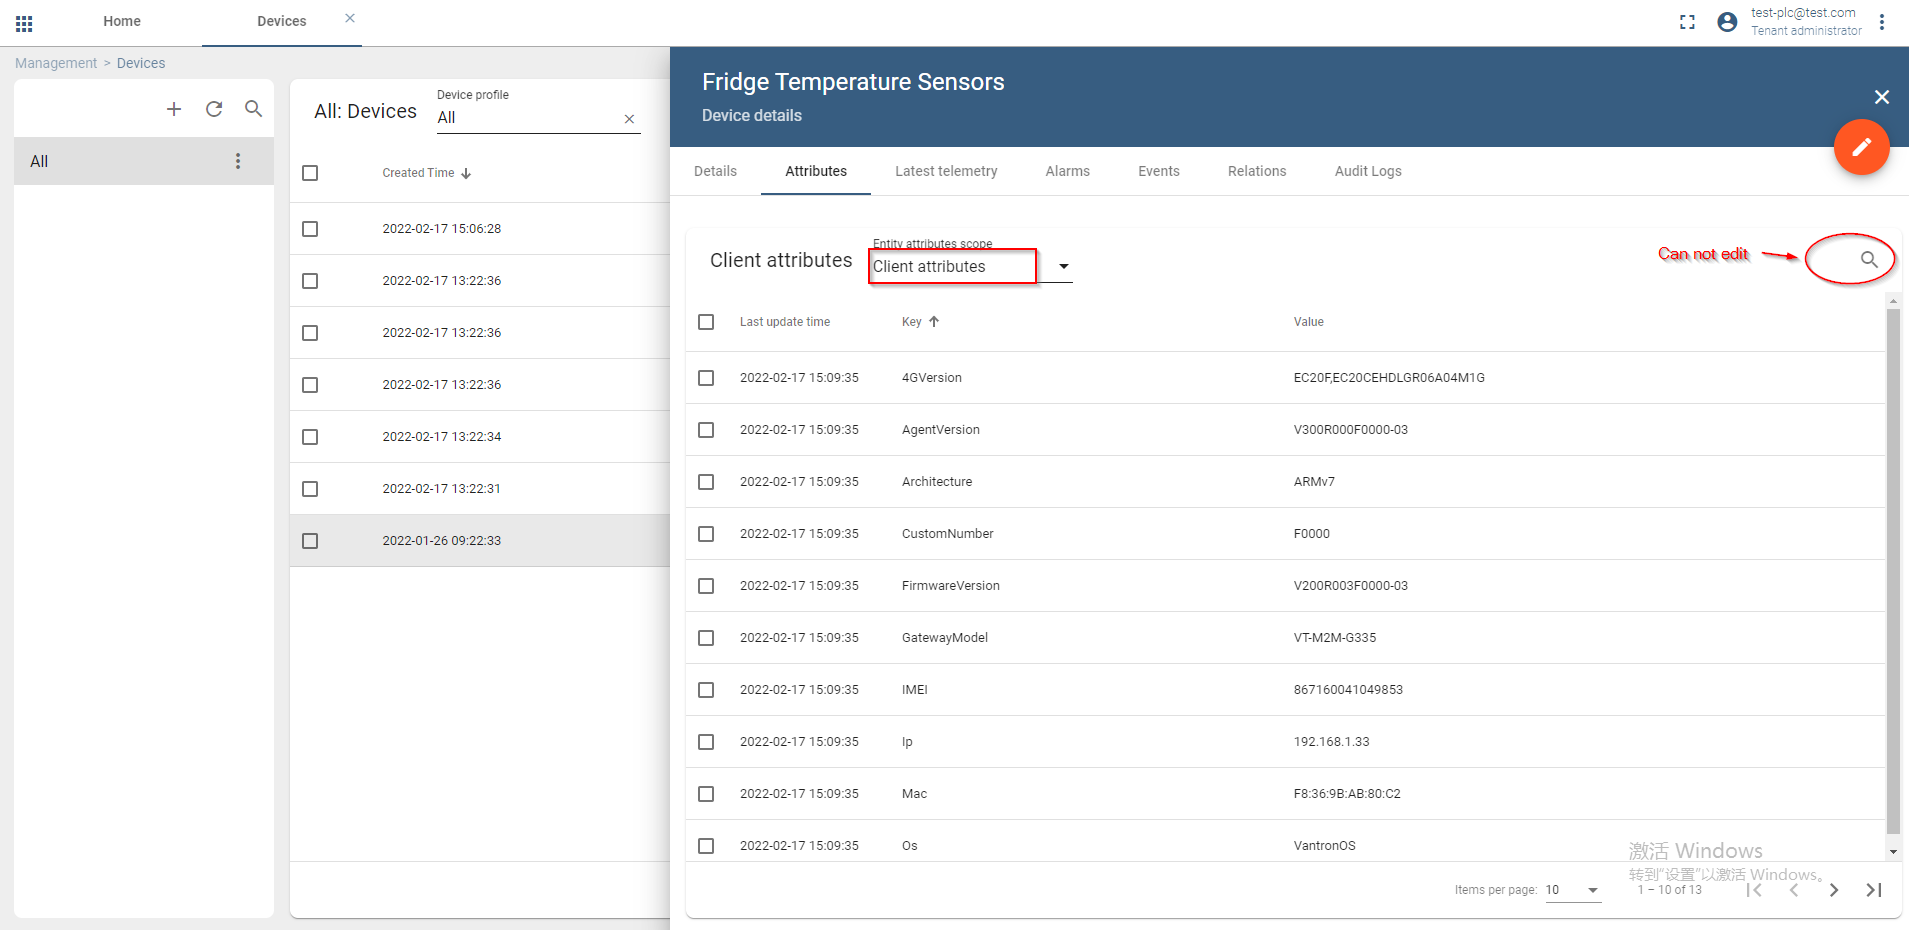 Home
Devices
test-plc@test.com
Tenant administrator
Management > Devices
All
All: Devices
Device profile
All
Created Time
2022-02-17 15:06:28
2022-02-17 13:22:36
2022-02-17 13:22:36
2022-02-17 13:22:36
2022-02-17 13:22:34
2022-02-17 13:22:31
2022-01-26 09:22:33
Fridge Temperature Sensors
Device details
Details Attributes Latest telemetry Alarms Events Relations Audit Logs
Client attributes
Entity attributes scope
Client attributes
Can not edit
Last update time Key Value
2022-02-17 15:09:35 4GVersion EC20F,EC20CEHDLGR06A04M1G
2022-02-17 15:09:35 AgentVersion V300R000F0000-03
2022-02-17 15:09:35 Architecture ARMv7
2022-02-17 15:09:35 CustomNumber F0000
2022-02-17 15:09:35 FirmwareVersion V200R003F0000-03
2022-02-17 15:09:35 GatewayModel VT-M2M-G335
2022-02-17 15:09:35 IMEI 867160041049853
2022-02-17 15:09:35 Ip 192.168.1.33
2022-02-17 15:09:35 Mac F8:36:9B:AB:80:C2
2022-02-17 15:09:35 Os VantronOS
激活 Windows
转到“设置”以激活 Windows。
Items per page: 10 1 – 10 of 13